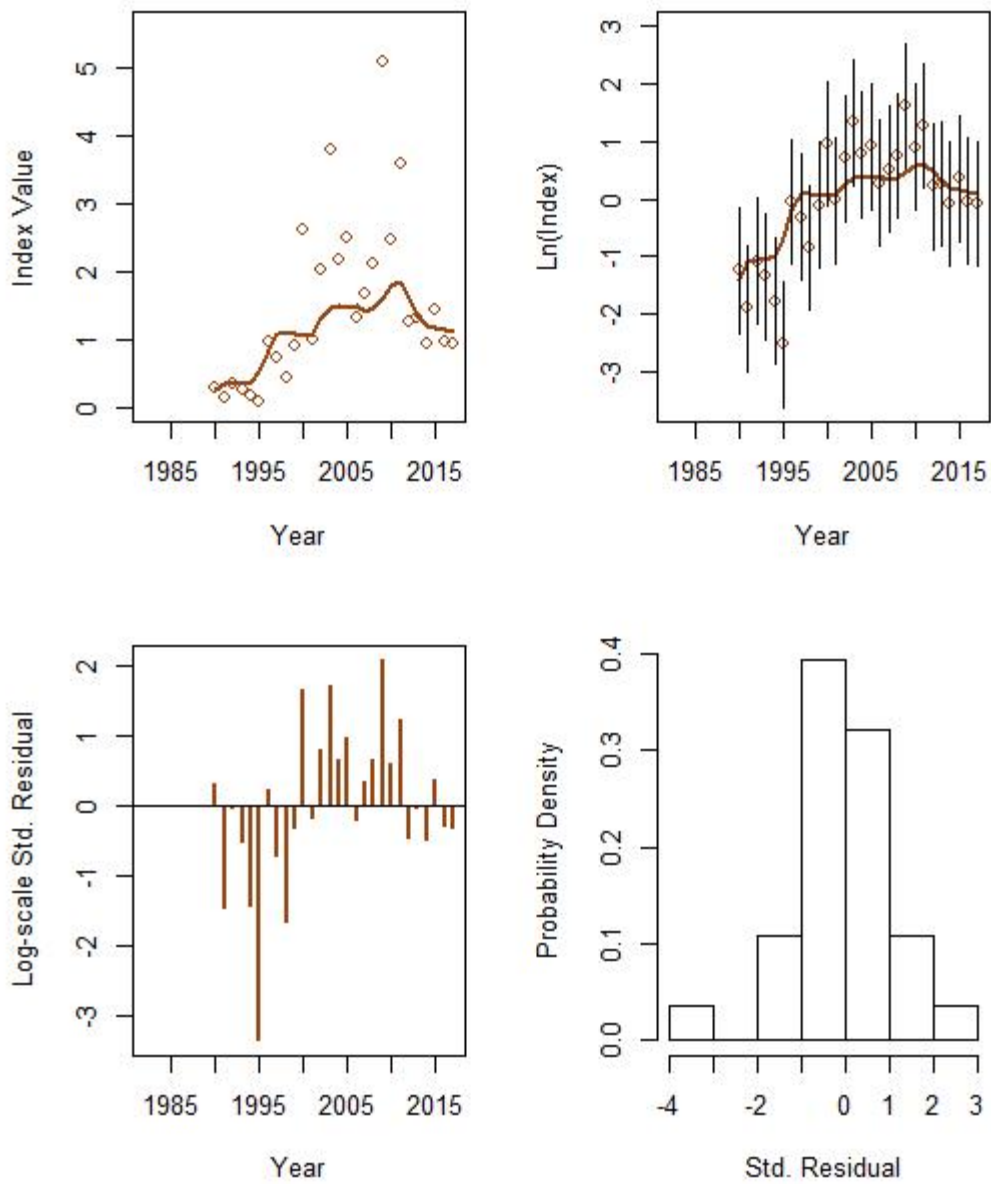 Index Value
5
4
3
2
1
0
1985 1995 2005 2015
Year
Ln(Index)
3
2
1
0
-1
-2
-3
1985 1995 2005 2015
Year
Log-scale Std. Residual
2
1
0
-1
-2
-3
1985 1995 2005 2015
Year
Probability Density
0.4
0.3
0.2
0.1
0.0
-4 -2 0 1 2 3
Std. Residual